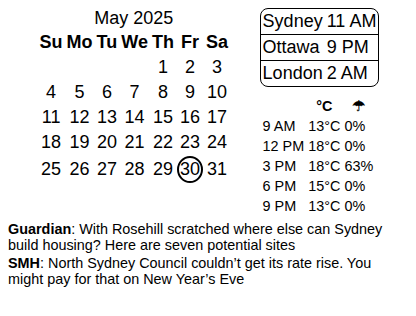 May 2025
Su Mo Tu We Th Fr Sa
1 2 3
4 5 6 7 8 9 10
11 12 13 14 15 16 17
18 19 20 21 22 23 24
25 26 27 28 29 30 31
Sydney 11 AM
Ottawa 9 PM
London 2 AM
°C ☂
9 AM 13°C 0%
12 PM 18°C 0%
3 PM 18°C 63%
6 PM 15°C 0%
9 PM 13°C 0%
Guardian: With Rosehill scratched where else can Sydney
build housing? Here are seven potential sites
SMH: North Sydney Council couldn’t get its rate rise. You
might pay for that on New Year’s Eve